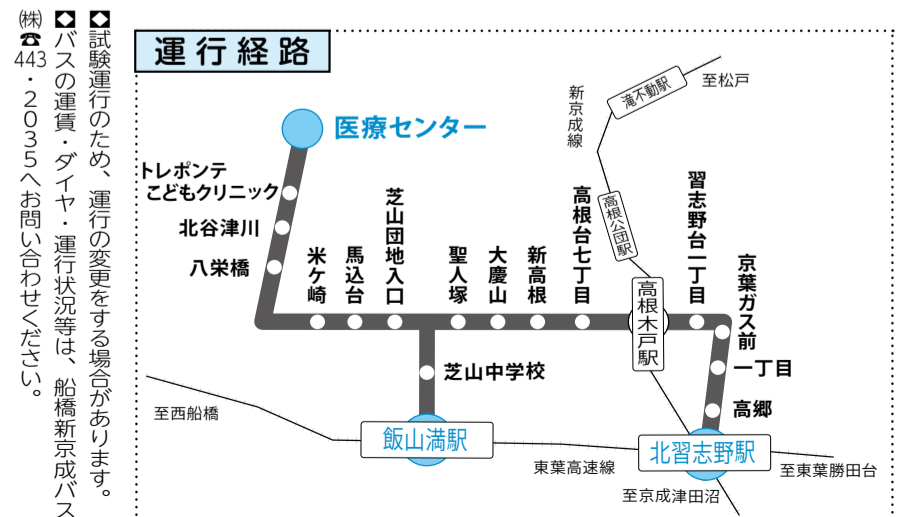 運行経路
医療センター
トレポンテ
こどもクリニック
北谷津川
八栄橋
米ケ崎
馬込台
芝山団地入口
聖人塚
大慶山
新高根
高根台七丁目
高根木戸駅
習志野台一丁目
京葉ガス前
一丁目
高郷
北習志野駅
芝山中学校
飯山満駅
新京成線
滝不動駅
至松戸
高根公団駅
至西船橋
東葉高速線
至東葉勝田台
至京成津田沼
◆試験運行のため、運行の変更をする場合があります。
◆バスの運賃・ダイヤ・運行状況等は、船橋新京成バス
㈱☎443・2035へお問い合わせください。